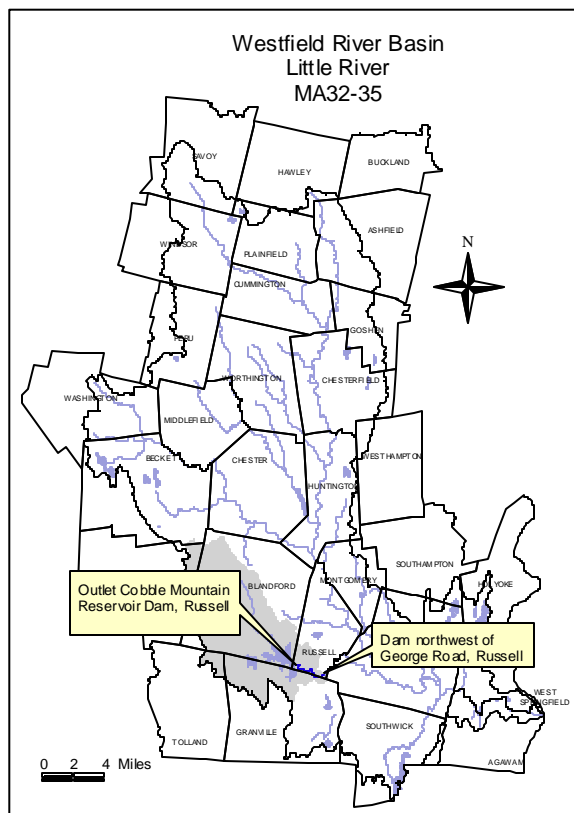 Westfield River Basin
Little River
MA32-35
SAVOY
HAWLEY
BUCKLAND
N
WINDSOR
PLAINFIELD
ASHFIELD
CUMMINGTON
PERU
GOSHEN
WORTHINGTON
CHESTERFIELD
WASHINGTON
MIDDLEFIELD
BECKET
CHESTER
HUNTINGTON
WESTHAMPTON
BLANDFORD
MONTGOMERY
SOUTHAMPTON
HOLYOKE
Outlet Cobble Mountain
Reservoir Dam, Russell
RUSSELL
Dam northwest of
George Road, Russell
WEST
SPRINGFIELD
TOLLAND
GRANVILLE
SOUTHWICK
AGAWAM
0 2 4 Miles